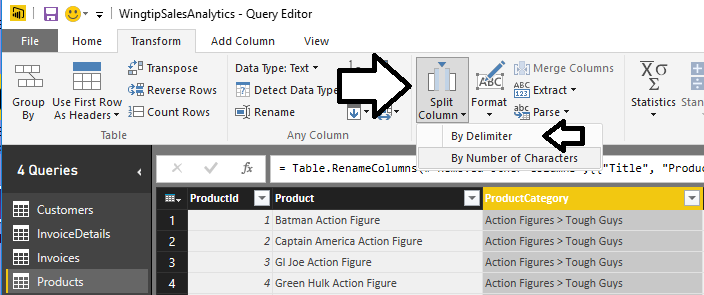 WingtipSalesAnalytics - Query Editor
File Home Transform Add Column View
Group By
Use First Row As Headers
Transpose
Reverse Rows
Count Rows
Table
Data Type: Text
Detect Data Type
Rename
Any Column
Split Column
Format
Merge Columns
Extract
Parse
Statistics
By Delimiter
By Number of Characters
4 Queries
Customers
InvoiceDetails
Invoices
Products
= Table.RenameColumns( {{"Title", "Produ
ProductId Product ProductCategory
1 1 Batman Action Figure Action Figures > Tough Guys
2 2 Captain America Action Figure Action Figures > Tough Guys
3 3 GI Joe Action Figure Action Figures > Tough Guys
4 4 Green Hulk Action Figure Action Figures > Tough Guys